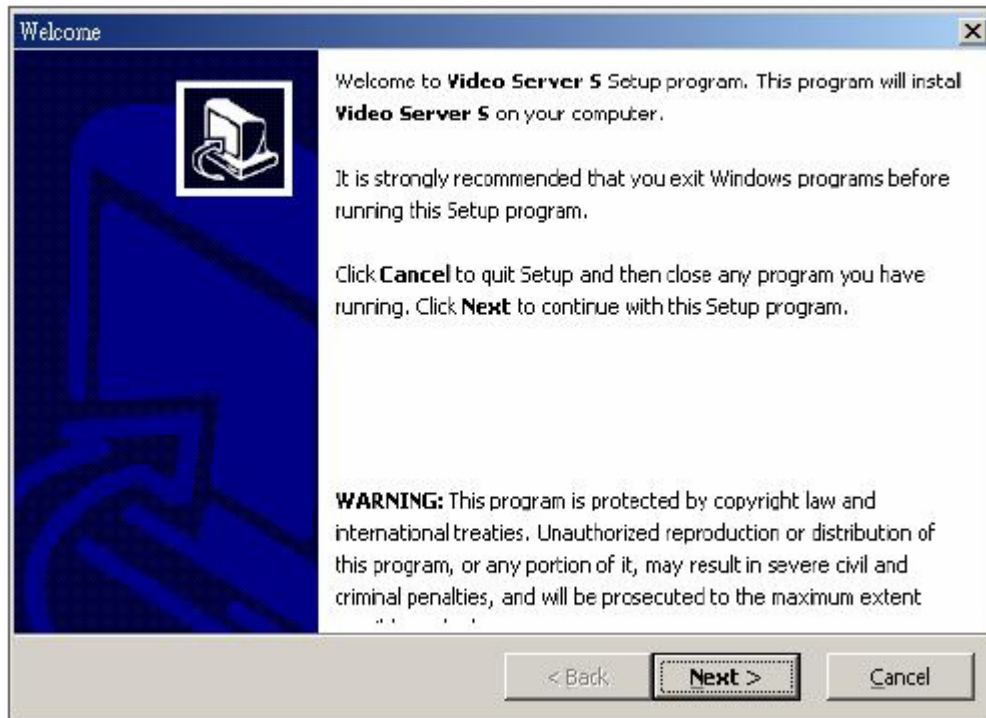 Welcome
Welcome to Video Server S Setup program. This program will instal
Video Server S on your computer.
It is strongly recommended that you exit Windows programs before
running this Setup program.
Click Cancel to quit Setup and then close any program you have
running. Click Next to continue with this Setup program.
WARNING: This program is protected by copyright law and
international treaties. Unauthorized reproduction or distribution of
this program, or any portion of it, may result in severe civil and
criminal penalties, and will be prosecuted to the maximum extent
< Back
Next >
Cancel